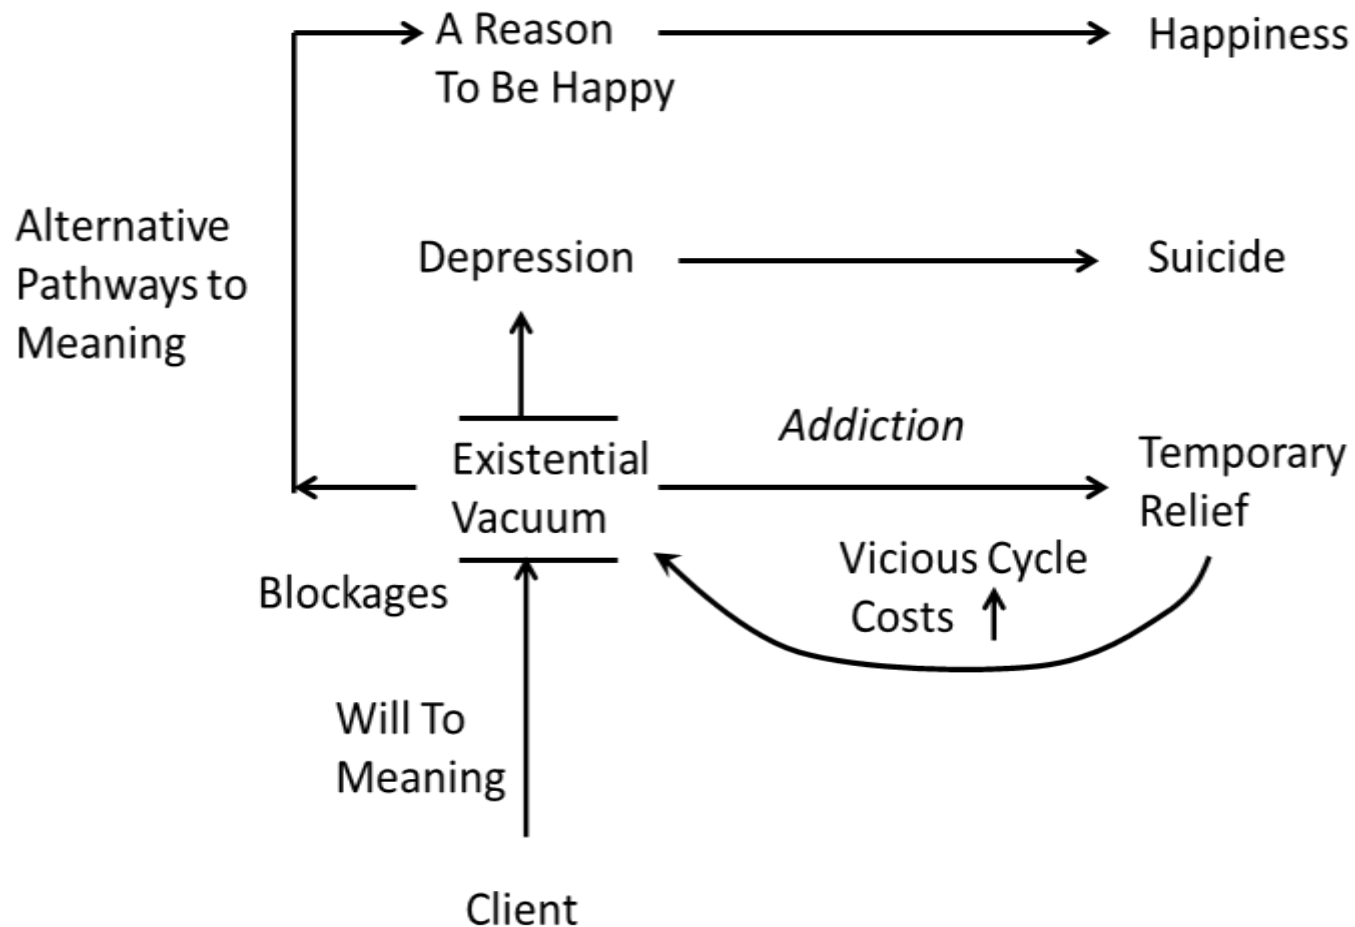 A Reason
To Be Happy
Happiness
Alternative
Pathways to
Meaning
Depression
Suicide
Existential
Vacuum
Addiction
Temporary
Relief
Vicious Cycle
Costs
Blockages
Will To
Meaning
Client